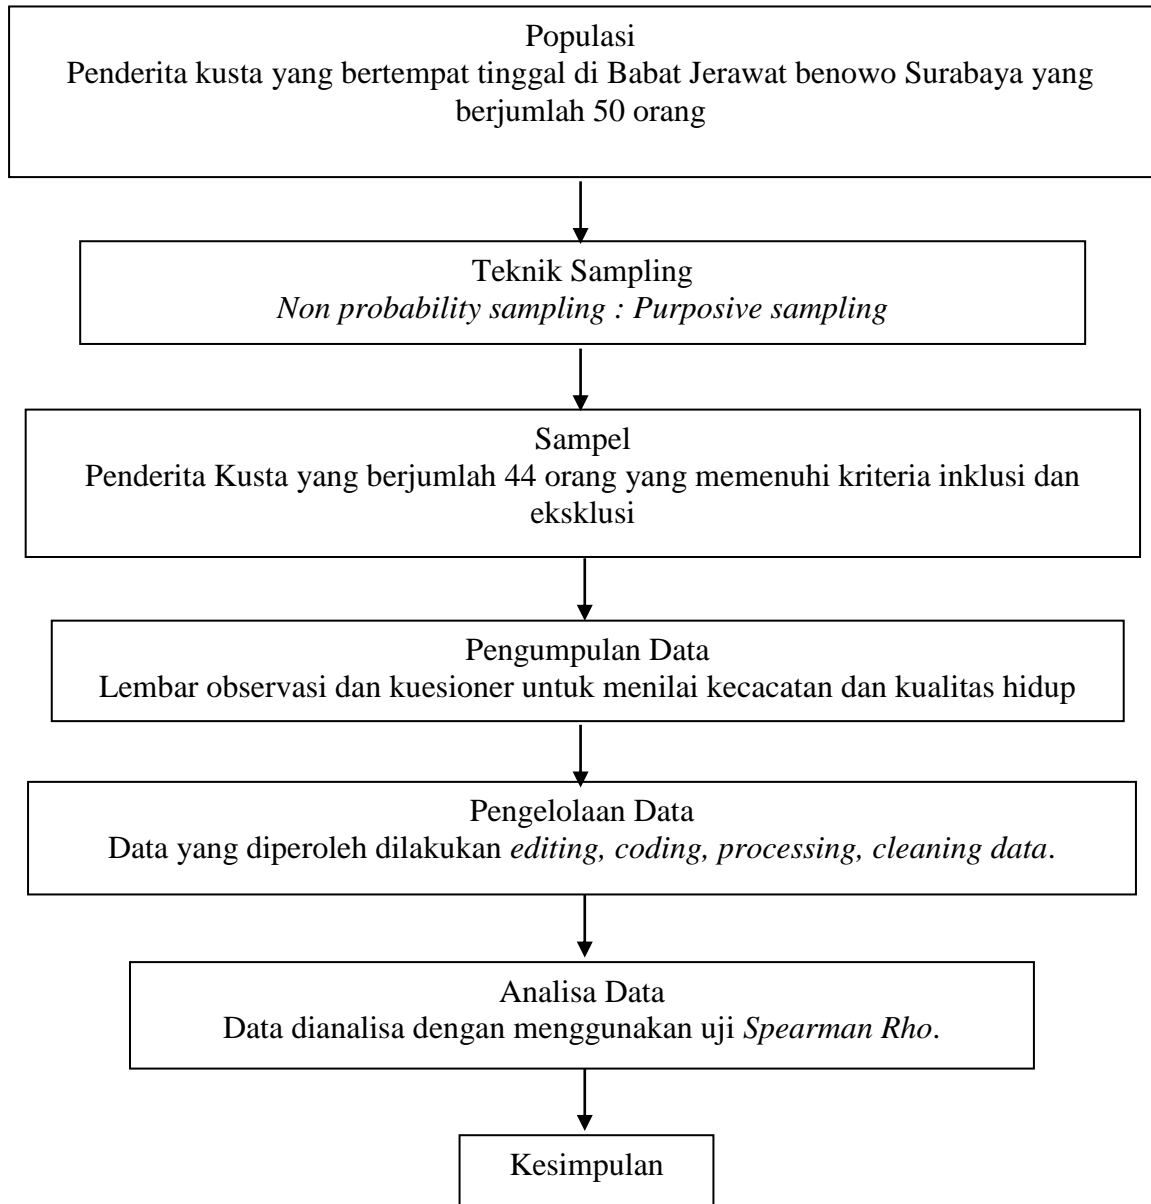 Populasi
Penderita kusta yang bertempat tinggal di Babat Jerawat benowo Surabaya yang
berjumlah 50 orang
Teknik Sampling
Non probability sampling : Purposive sampling
Sampel
Penderita Kusta yang berjumlah 44 orang yang memenuhi kriteria inklusi dan
eksklusi
Pengumpulan Data
Lembar observasi dan kuesioner untuk menilai kecacatan dan kualitas hidup
Pengelolaan Data
Data yang diperoleh dilakukan editing, coding, processing, cleaning data.
Analisa Data
Data dianalisa dengan menggunakan uji Spearman Rho.
Kesimpulan